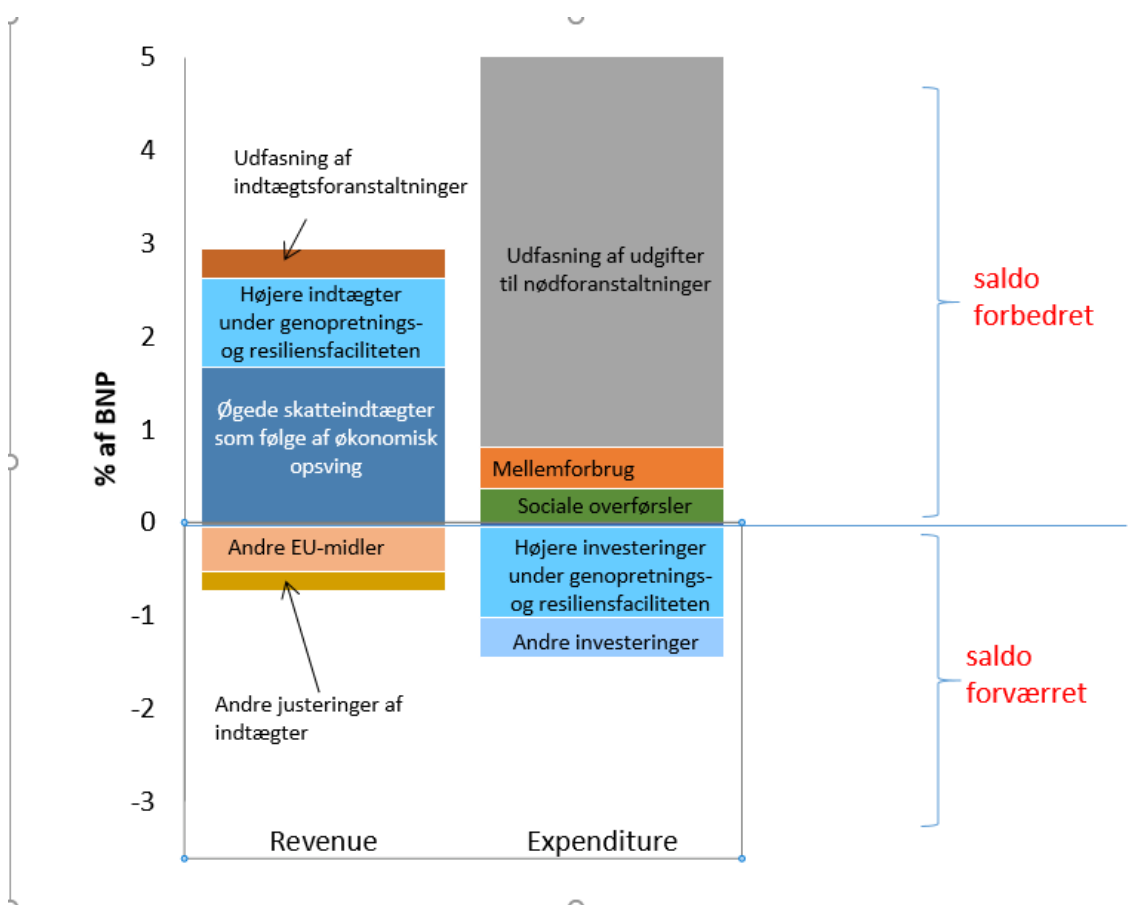 5
4
3
2
1
0
-1
-2
-3
% af BNP
Udfasning af
indtægtsforanstaltninger
Højere indtægter
under genopretnings-
og resiliensfaciliteten
Øgede skatteindtægter
som følge af økonomisk
opsving
Andre EU-midler
Andre justeringer af
indtægter
Udfasning af udgifter
til nødforanstaltninger
Mellemforbrug
Sociale overførsler
Højere investeringer
under genopretnings-
og resiliensfaciliteten
Andre investeringer
saldo
forbedret
saldo
forværret
Revenue
Expenditure